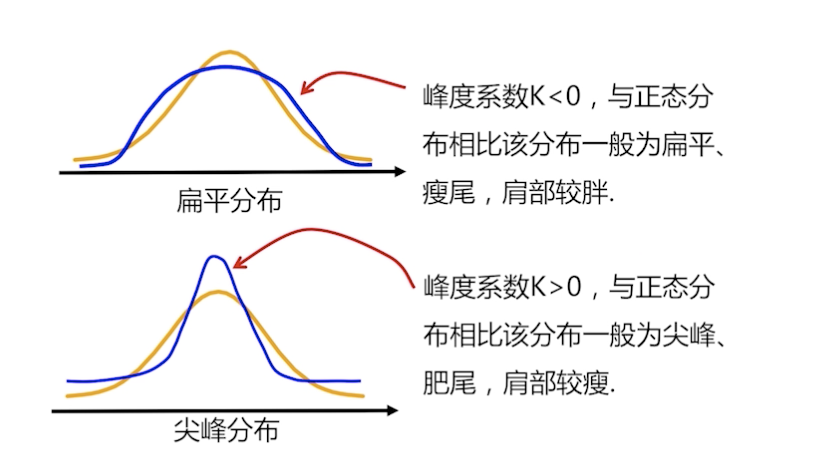 峰度系数K<0，与正态分
布相比该分布一般为扁平、
瘦尾，肩部较胖.
扁平分布
峰度系数K>0，与正态分
布相比该分布一般为尖峰、
肥尾，肩部较瘦.
尖峰分布